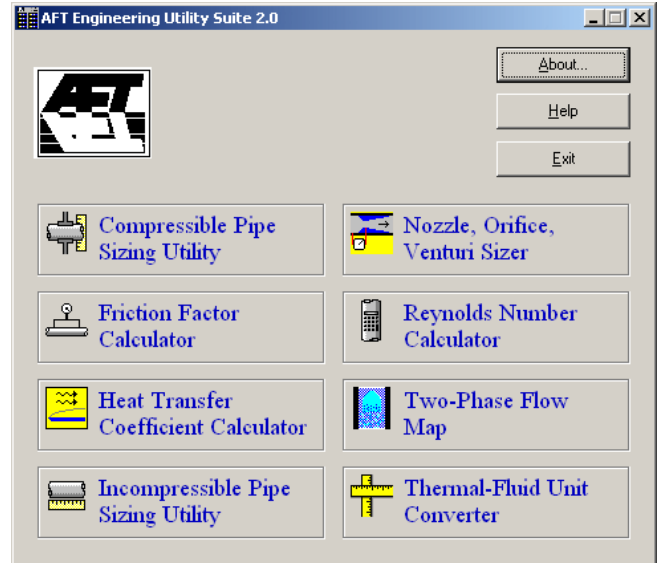 AFT Engineering Utility Suite 2.0
About...
AFT
Help
Exit
Compressible Pipe
Sizing Utility
Nozzle, Orifice,
Venturi Sizer
Friction Factor
Calculator
Reynolds Number
Calculator
Heat Transfer
Coefficient Calculator
Two-Phase Flow
Map
Incompressible Pipe
Sizing Utility
Thermal-Fluid Unit
Converter